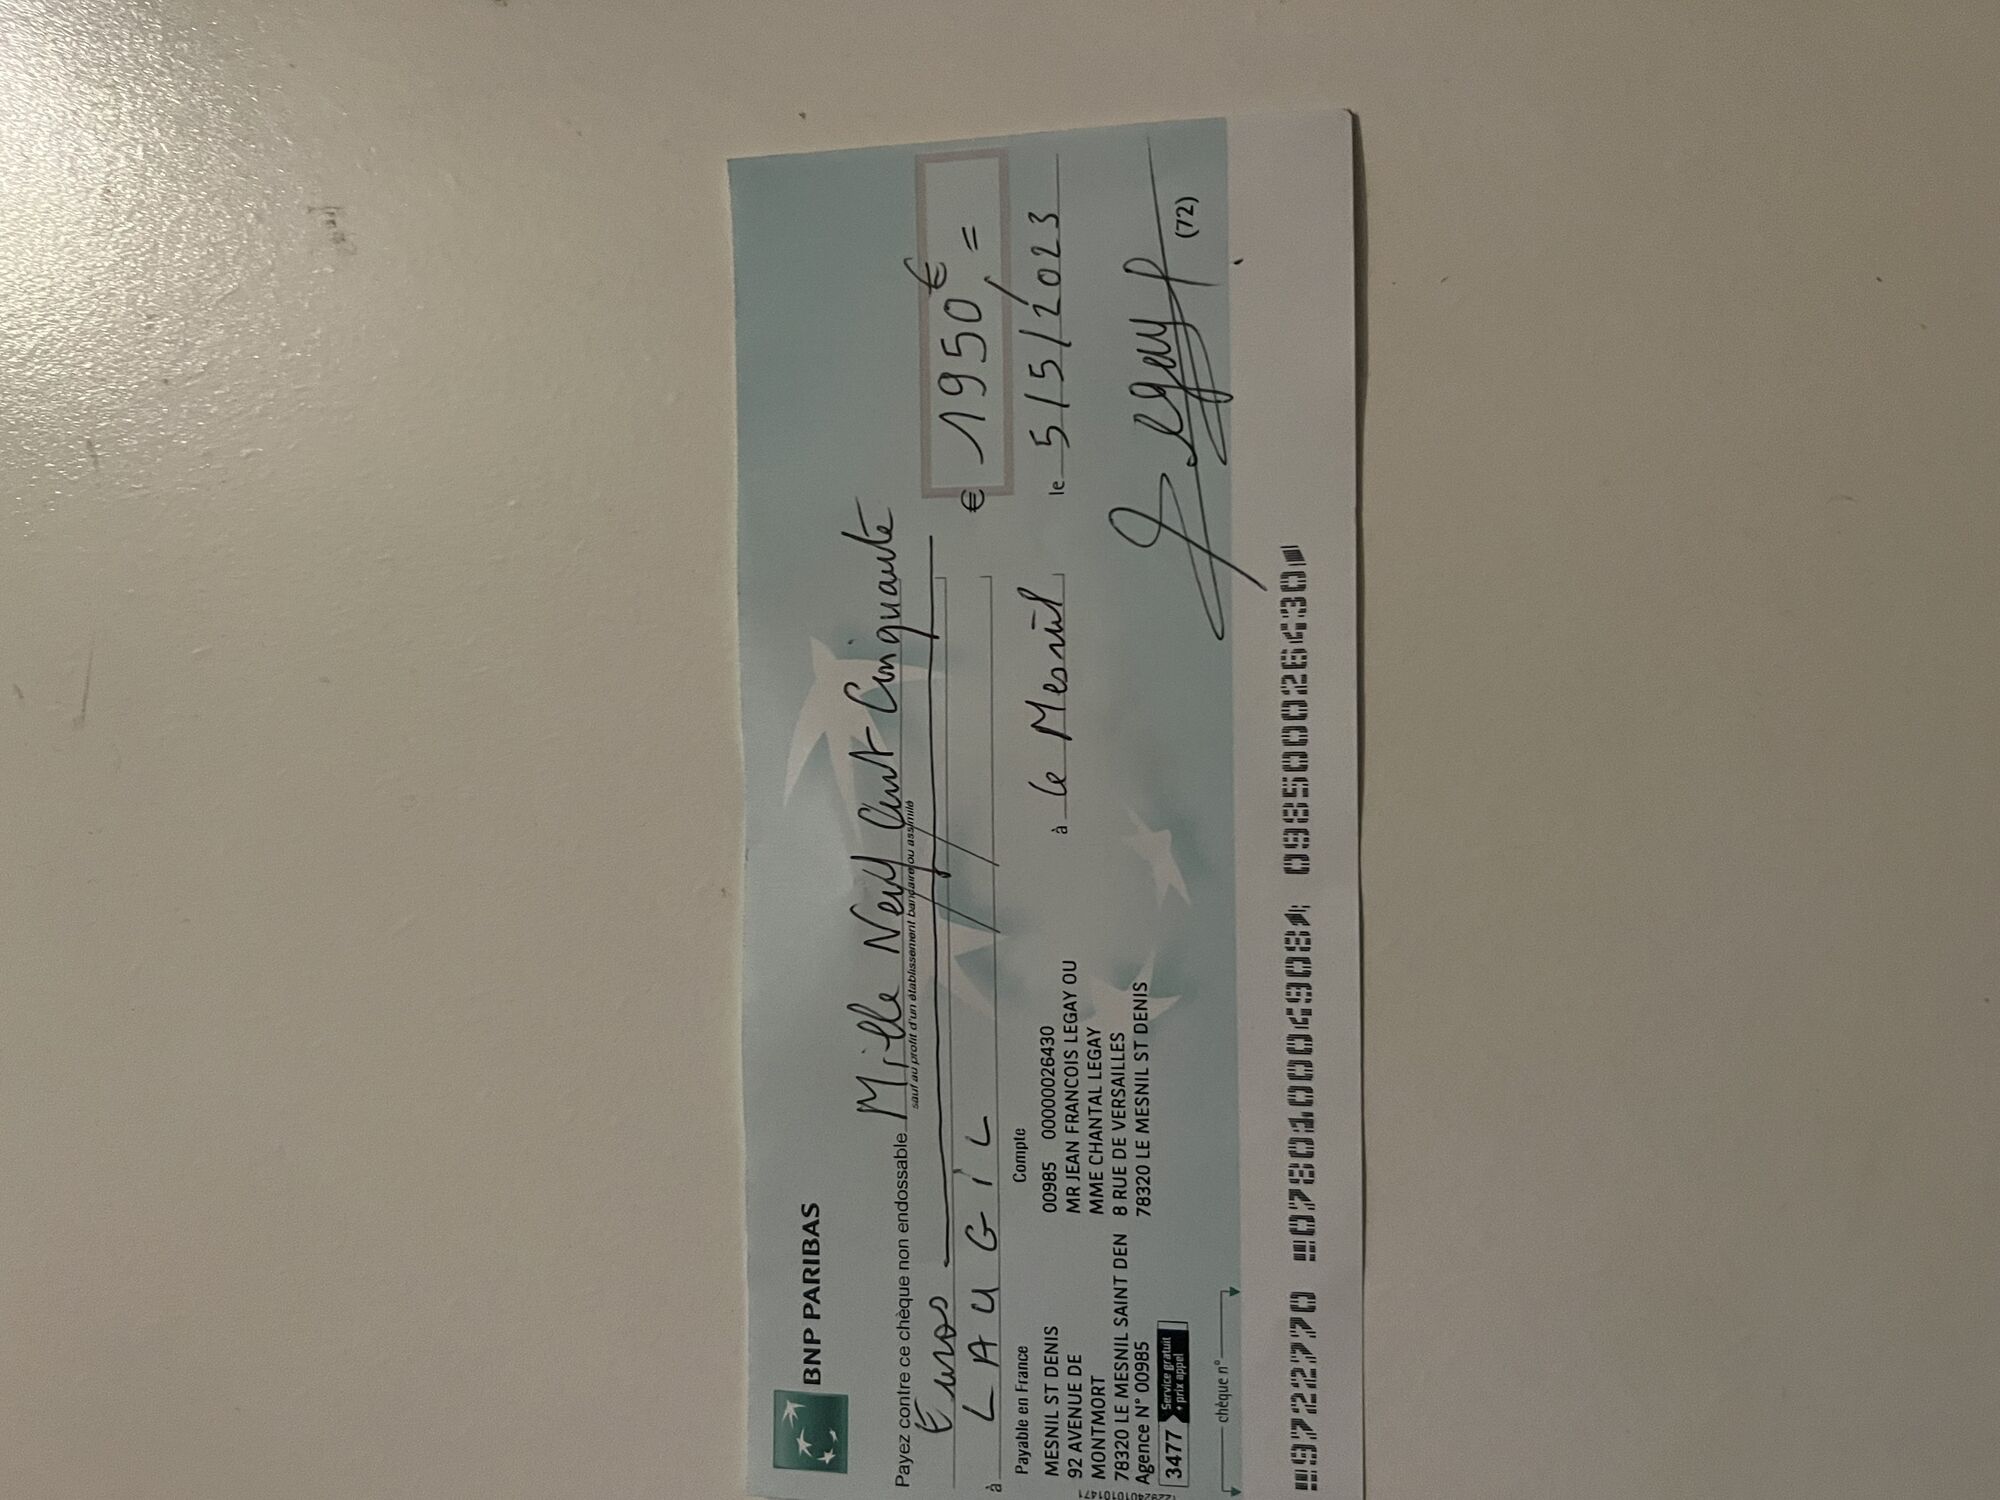 BNP PARIBAS
Payez contre ce chèque non endossable Mille Neuf Cent Cinquante
sauf au profit d'un établissement bancaire ou assimilé
Euros
€ 1950€,=
à LAUGIL
Payable en France
MESNIL ST DENIS
92 AVENUE DE
MONTMORT
78320 LE MESNIL SAINT DEN
Agence N° 00985
3477 Service gratuit
+ prix appel
Compte
00985 00000026430
MR JEAN FRANCOIS LEGAY OU
MME CHANTAL LEGAY
8 RUE DE VERSAILLES
78320 LE MESNIL ST DENIS
à Le Mesnil
le 5/5/2023
Legay
(72)
chèque n°
9722770 078010049081 098500026430